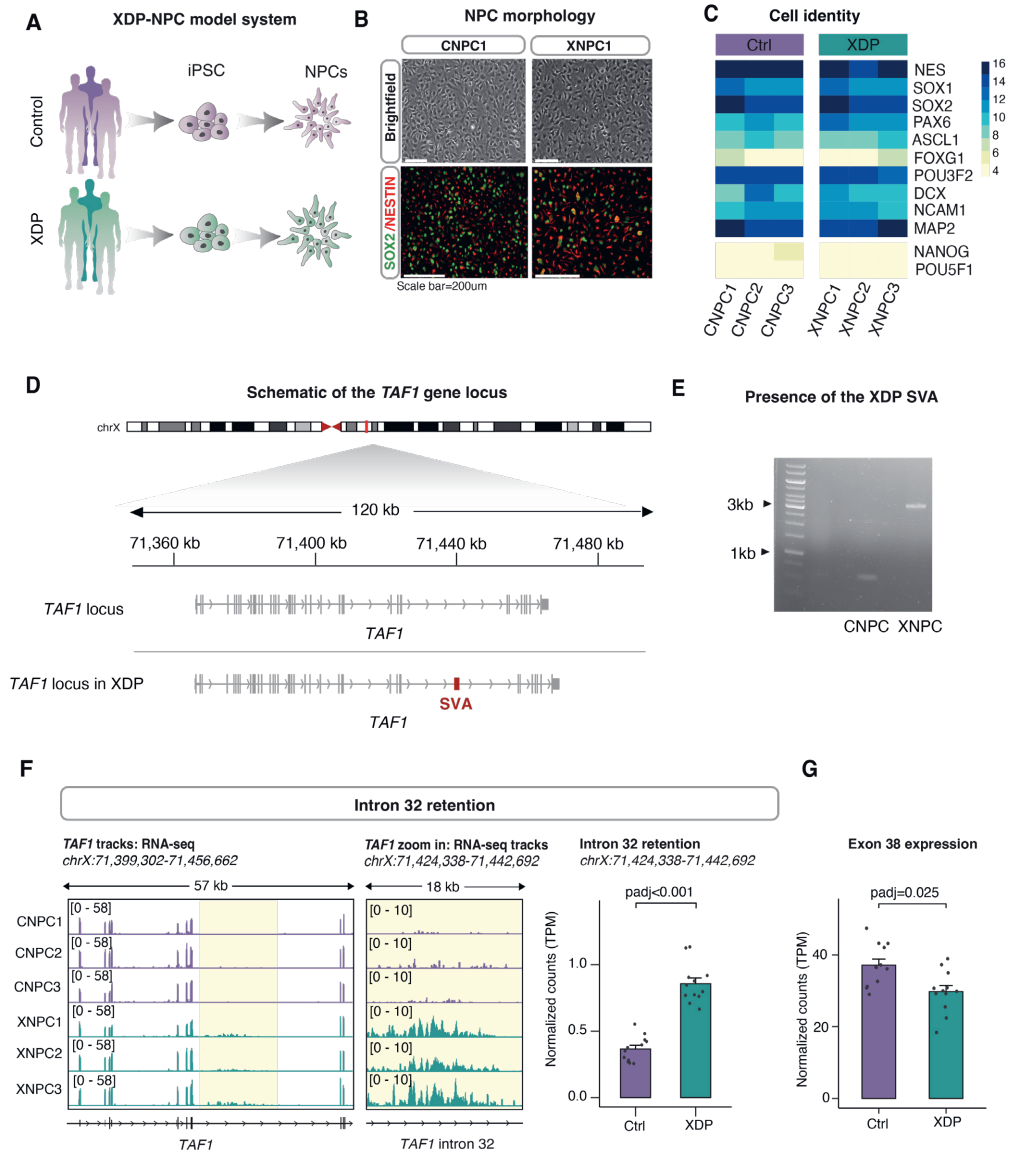 A
XDP-NPC model system
iPSC
NPCs
Control
XDP
B
NPC morphology
CNPC1
XNPC1
Brightfield
SOX2/NESTIN
Scale bar=200um
C
Cell identity
Ctrl
XDP
NES
SOX1
SOX2
PAX6
ASCL1
FOXG1
POU3F2
DCX
NCAM1
MAP2
NANOG
POU5F1
16
14
12
10
8
6
4
CNPC1
CNPC2
CNPC3
XNPC1
XNPC2
XNPC3
D
Schematic of the TAF1 gene locus
chrX
120 kb
71,360 kb
71,400 kb
71,440 kb
71,480 kb
TAF1 locus
TAF1
TAF1 locus in XDP
SVA
TAF1
E
Presence of the XDP SVA
3kb
1kb
CNPC
XNPC
F
Intron 32 retention
TAF1 tracks: RNA-seq
chrX:71,399,302-71,456,662
57 kb
CNPC1
[0 - 58]
CNPC2
[0 - 58]
CNPC3
[0 - 58]
XNPC1
[0 - 58]
XNPC2
[0 - 58]
XNPC3
[0 - 58]
TAF1
TAF1 zoom in: RNA-seq tracks
chrX:71,424,338-71,442,692
18 kb
[0 - 10]
[0 - 10]
[0 - 10]
[0 - 10]
[0 - 10]
[0 - 10]
TAF1 intron 32
Intron 32 retention
chrX:71,424,338-71,442,692
padj<0.001
Normalized counts (TPM)
1.0
0.5
0.0
Ctrl
XDP
G
Exon 38 expression
padj=0.025
Normalized counts (TPM)
40
20
0
Ctrl
XDP